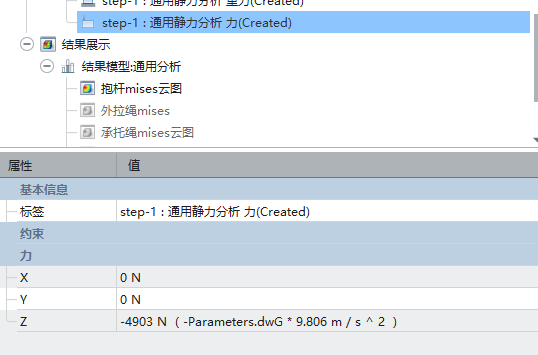 step-1 : 通用静力分析 重力(Created)
step-1 : 通用静力分析 力(Created)
结果展示
结果模型:通用分析
抱杆mises云图
外拉绳mises
承托绳mises云图
属性 值
基本信息
标签 step-1 : 通用静力分析 力(Created)
约束
力
X 0 N
Y 0 N
Z -4903 N （ -Parameters.dwG * 9.806 m / s ^ 2 ）